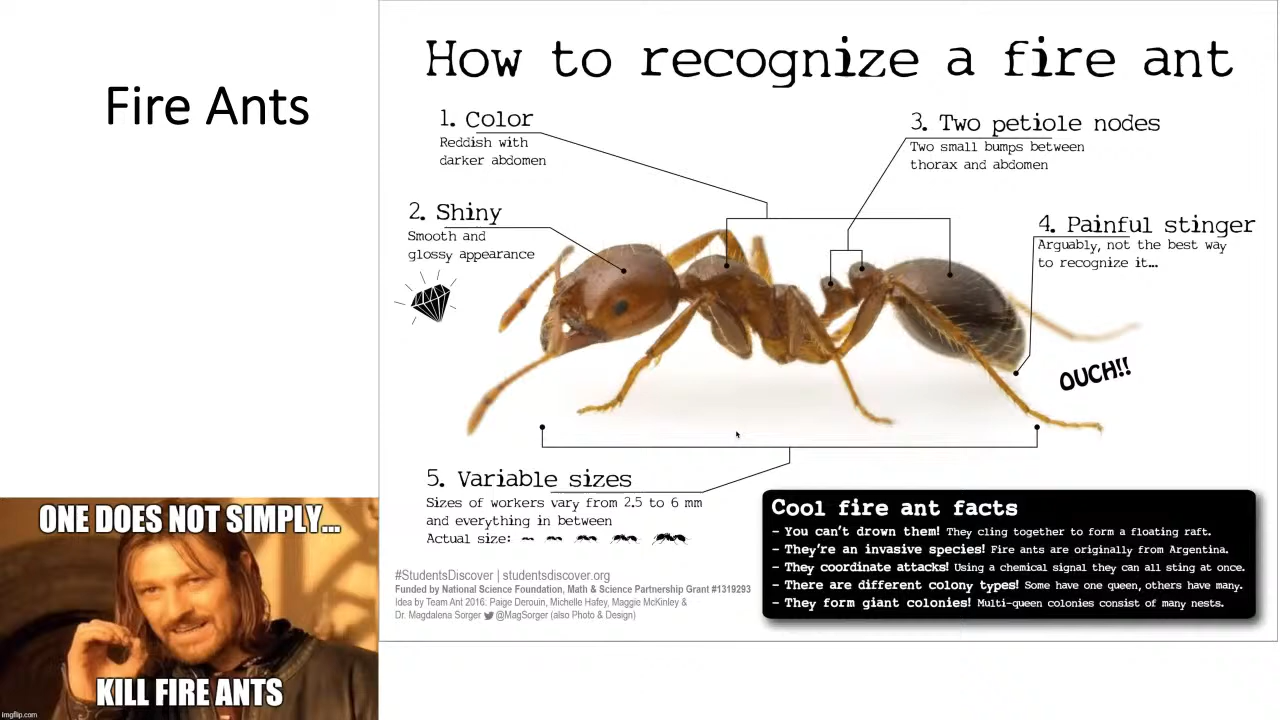 Fire Ants
How to recognize a fire ant
1. Color
Reddish with
darker abdomen
2. Shiny
Smooth and
glossy appearance
3. Two petiole nodes
Two small bumps between
thorax and abdomen
4. Painful stinger
Arguably, not the best way
to recognize it...
OUCH!!
5. Variable sizes
Sizes of workers vary from 2.5 to 6 mm
and everything in between
Actual size:
Cool fire ant facts
- You can't drown them! They cling together to form a floating raft.
- They're an invasive species! Fire ants are originally from Argentina.
- They coordinate attacks! Using a chemical signal they can all sting at once.
- There are different colony types! Some have one queen, others have many.
- They form giant colonies! Multi-queen colonies consist of many nests.
#StudentsDiscover | studentsdiscover.org
Funded by National Science Foundation, Math & Science Partnership Grant #1319293
Idea by Team Ant 2016: Paige Derouin, Michelle Hafey, Maggie McKinley &
Dr. Magdalena Sorger @MagSorger (also Photo & Design)
ONE DOES NOT SIMPLY...
KILL FIRE ANTS
imgflip.com